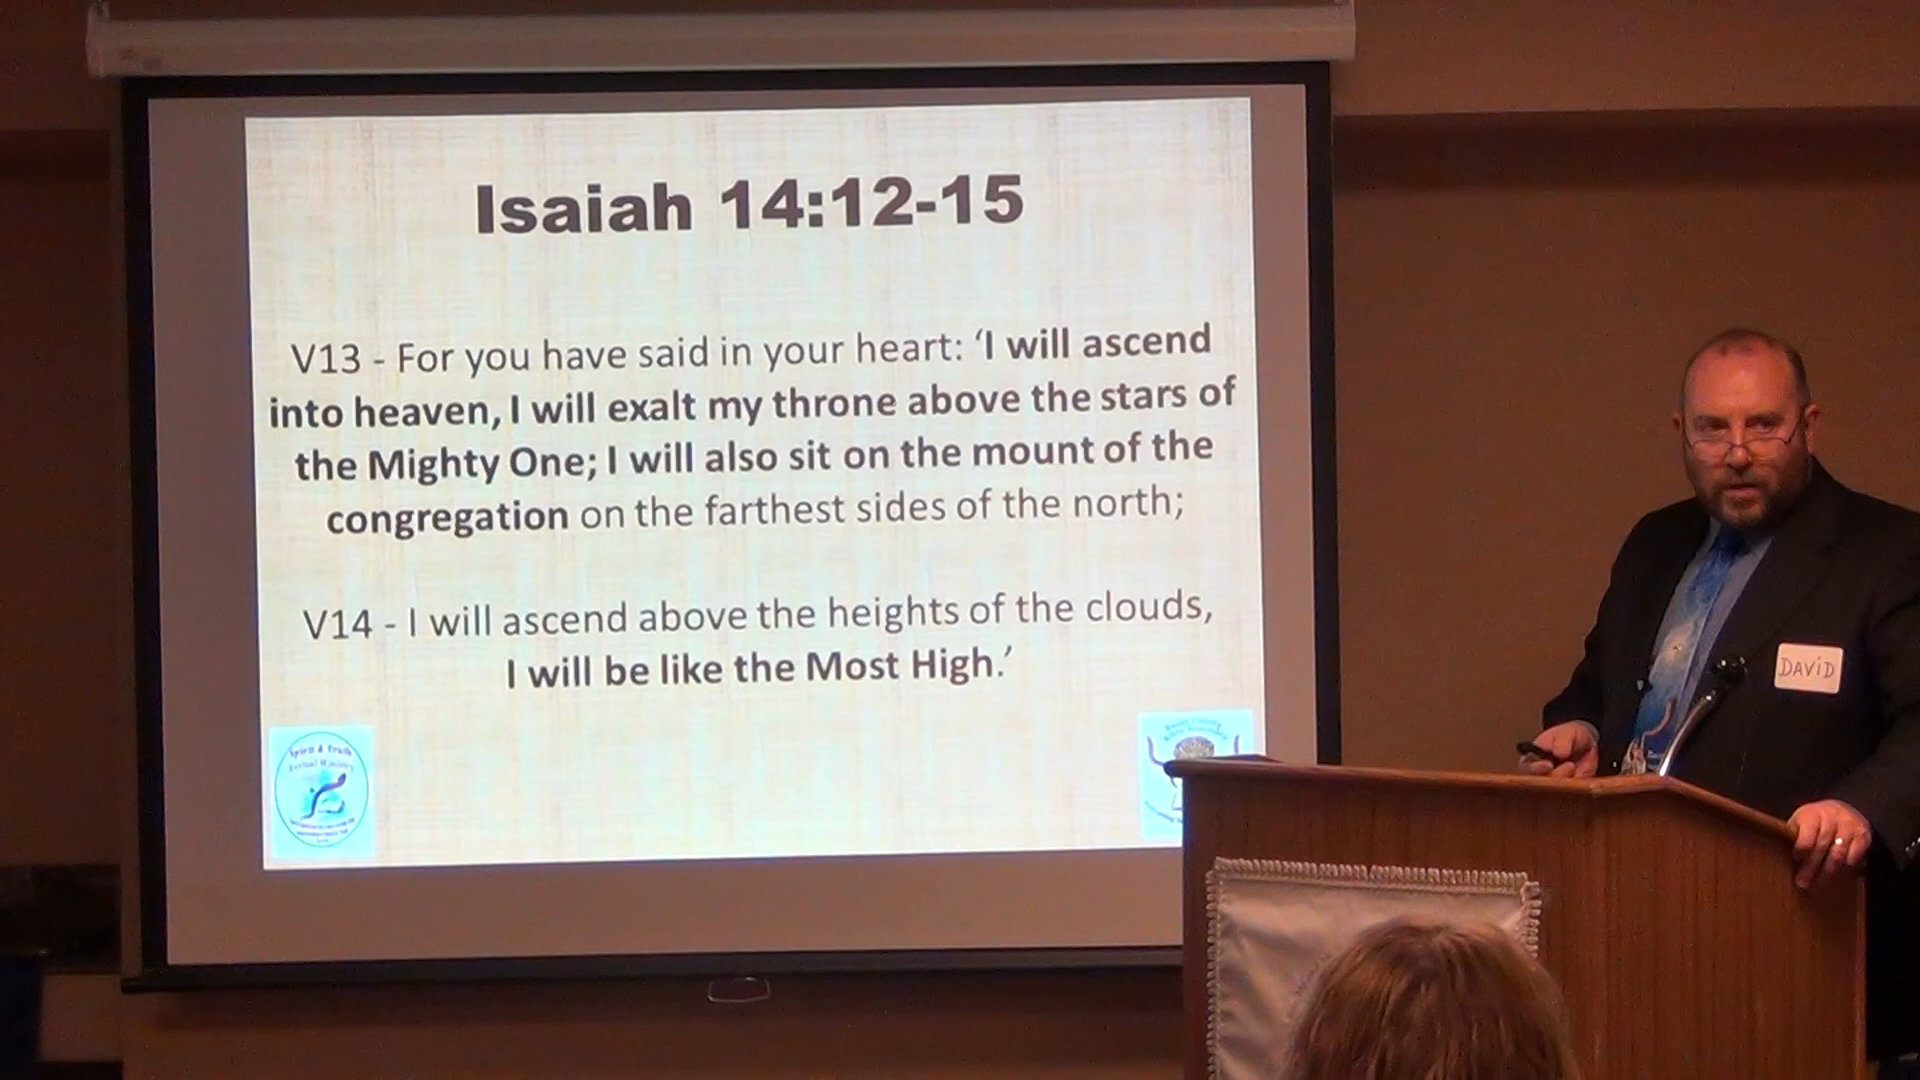 Isaiah 14:12-15
V13 - For you have said in your heart: ‘I will ascend
into heaven, I will exalt my throne above the stars of
the Mighty One; I will also sit on the mount of the
congregation on the farthest sides of the north;
V14 - I will ascend above the heights of the clouds,
I will be like the Most High.’
Spirit & Truth
DAViD